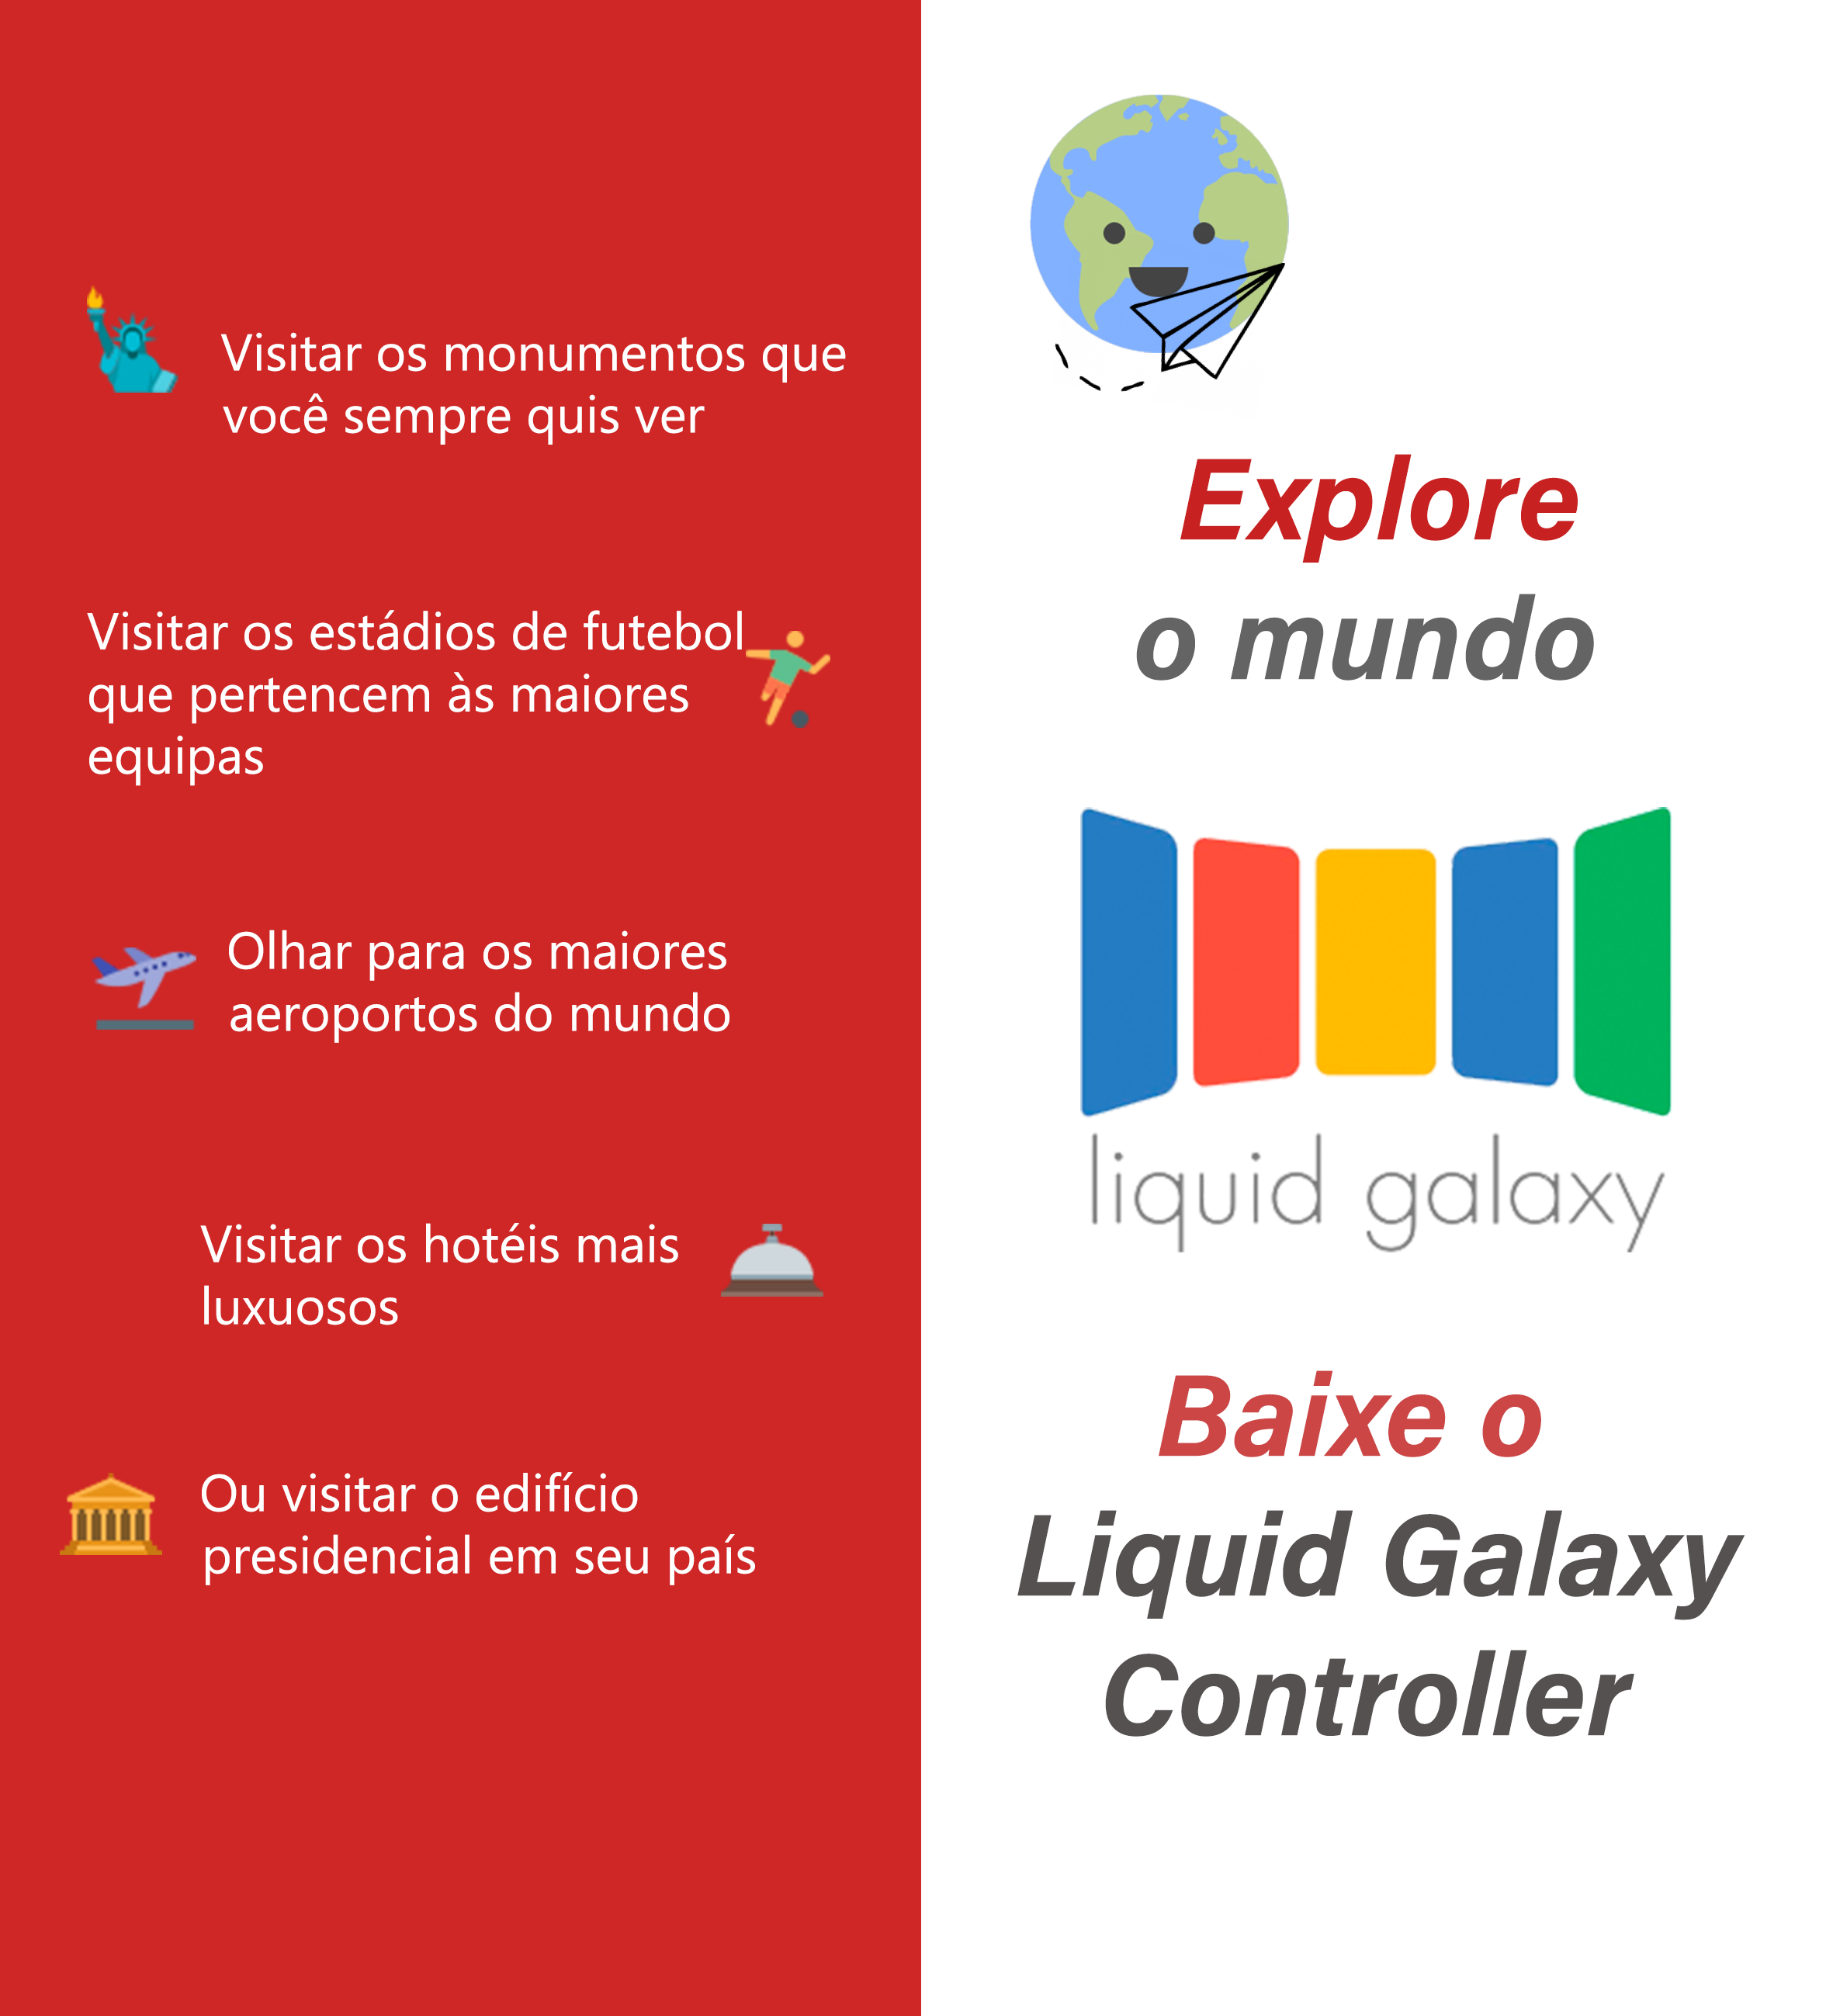 Visitar os monumentos que
você sempre quis ver
Visitar os estádios de futebol
que pertencem às maiores
equipas
Olhar para os maiores
aeroportos do mundo
Visitar os hotéis mais
luxuosos
Ou visitar o edifício
presidencial em seu país
Explore
o mundo
liquid galaxy
Baixe o
Liquid Galaxy
Controller